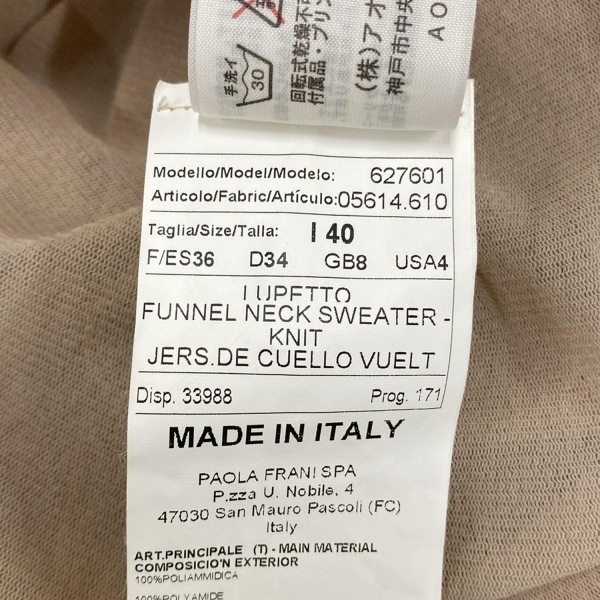 手洗イ
30
回転式乾燥不可
付属品・プリン
(株)アオ
神戸市中央
AO
Modello/Model/Modelo: 627601
Articolo/Fabric/Artículo: 05614.610
Taglia/Size/Talla: I 40
F/ES36 D34 GB8 USA4
LUPETTO
FUNNEL NECK SWEATER -
KNIT
JERS.DE CUELLO VUELT
Disp. 33988 Prog. 171
MADE IN ITALY
PAOLA FRANI SPA
P.zza U. Nobile, 4
47030 San Mauro Pascoli (FC)
Italy
ART.PRINCIPALE (T) - MAIN MATERIAL
COMPOSICIO'N EXTERIOR
100%POLIAMMIDICA
100%POLYAMIDE